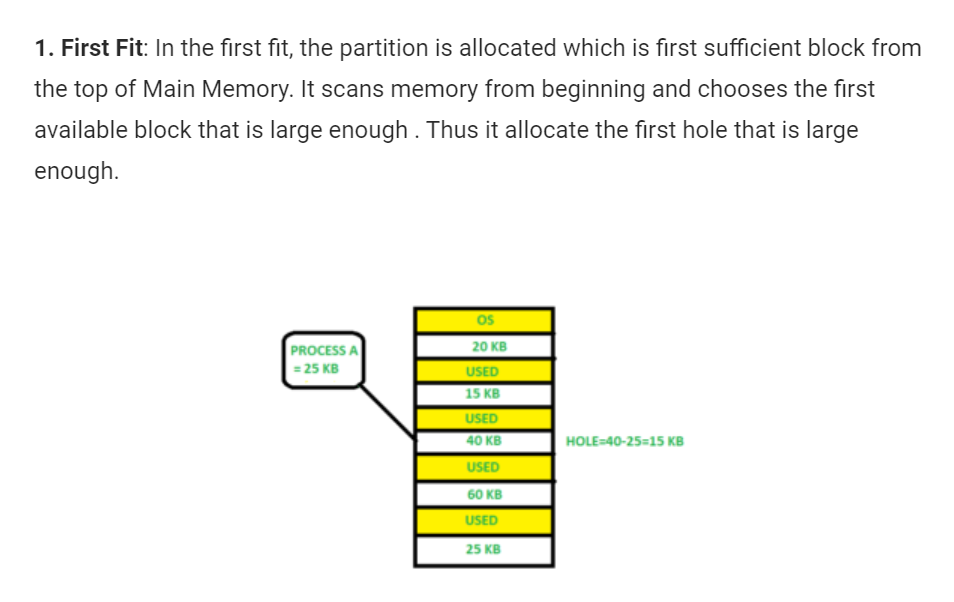 1. First Fit: In the first fit, the partition is allocated which is first sufficient block from
the top of Main Memory. It scans memory from beginning and chooses the first
available block that is large enough . Thus it allocate the first hole that is large
enough.
OS
20 KB
PROCESS A
= 25 KB
USED
15 KB
USED
40 KB
HOLE=40-25=15 KB
USED
60 KB
USED
25 KB